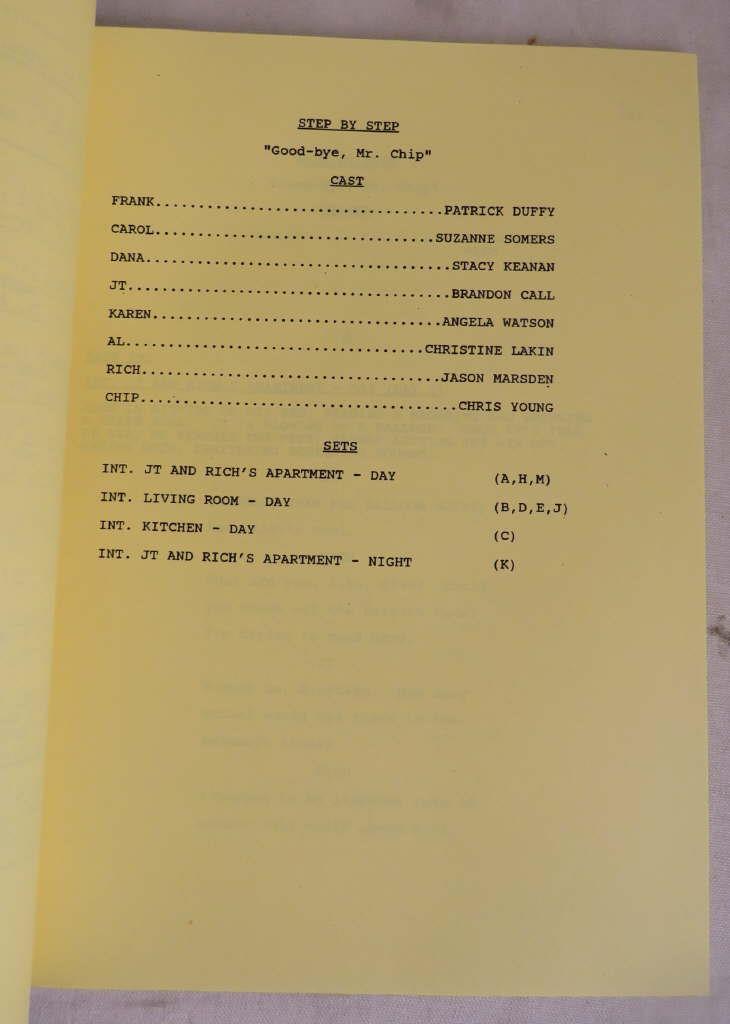 STEP BY STEP
"Good-bye, Mr. Chip"
CAST
FRANK..................................PATRICK DUFFY
CAROL.................................SUZANNE SOMERS
DANA....................................STACY KEANAN
JT......................................BRANDON CALL
KAREN..................................ANGELA WATSON
AL...................................CHRISTINE LAKIN
RICH...................................JASON MARSDEN
CHIP.....................................CHRIS YOUNG
SETS
INT. JT AND RICH'S APARTMENT - DAY (A,H,M)
INT. LIVING ROOM - DAY (B,D,E,J)
INT. KITCHEN - DAY (C)
INT. JT AND RICH'S APARTMENT - NIGHT (K)